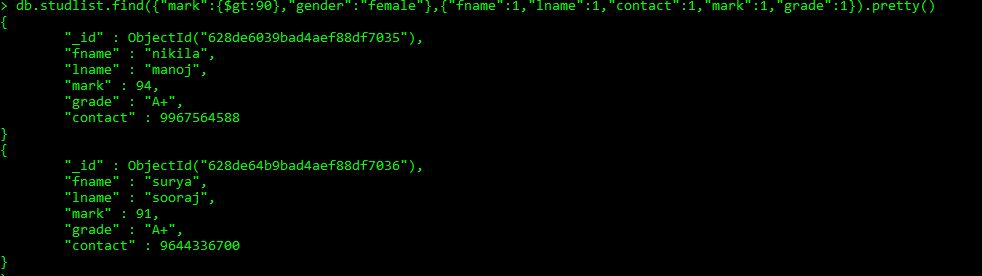 > db.studlist.find({"mark":{$gt:90},"gender":"female"},{"fname":1,"lname":1,"contact":1,"mark":1,"grade":1}).pretty()
{
        "_id" : ObjectId("628de6039bad4aef88df7035"),
        "fname" : "nikila",
        "lname" : "manoj",
        "mark" : 94,
        "grade" : "A+",
        "contact" : 9967564588
}
{
        "_id" : ObjectId("628de64b9bad4aef88df7036"),
        "fname" : "surya",
        "lname" : "sooraj",
        "mark" : 91,
        "grade" : "A+",
        "contact" : 9644336700
}